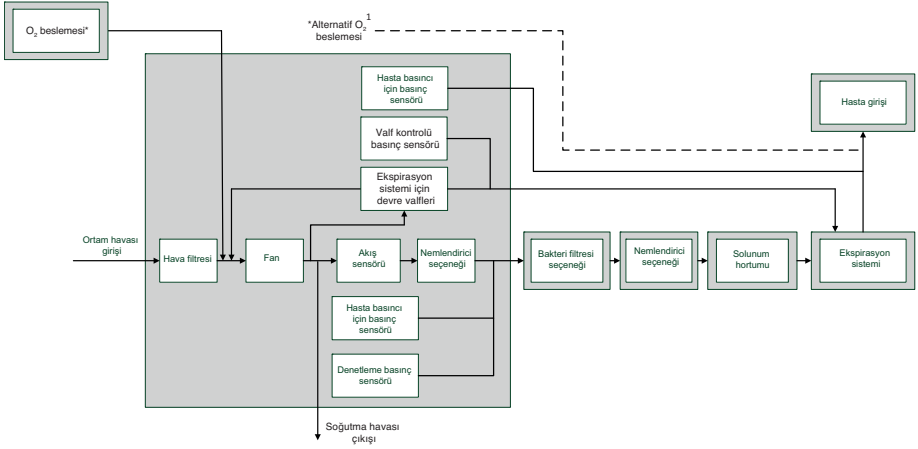 O₂ beslemesi*
*Alternatif O₂¹
beslemesi
Hasta basıncı
için basınç
sensörü
Hasta girişi
Valf kontrolü
basınç sensörü
Ekspirasyon
sistemi için
devre valfleri
Ortam havası
girişi
Hava filtresi
Fan
Akış
sensörü
Nemlendirici
seçeneği
Bakteri filtresi
seçeneği
Nemlendirici
seçeneği
Solunum
hortumu
Ekspirasyon
sistemi
Hasta basıncı
için basınç
sensörü
Denetleme basınç
sensörü
Soğutma havası
çıkışı